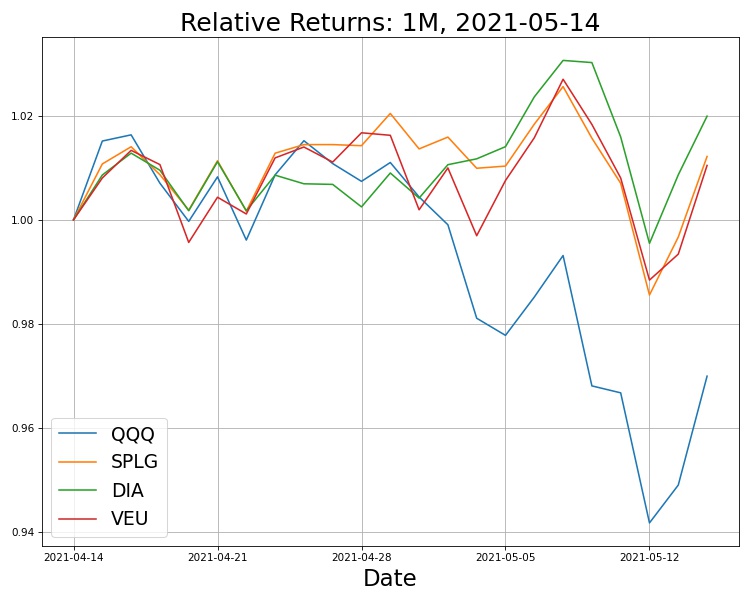 Relative Returns: 1M, 2021-05-14
1.02
1.00
0.98
0.96
0.94
QQQ
SPLG
DIA
VEU
2021-04-14 2021-04-21 2021-04-28 2021-05-05 2021-05-12
Date